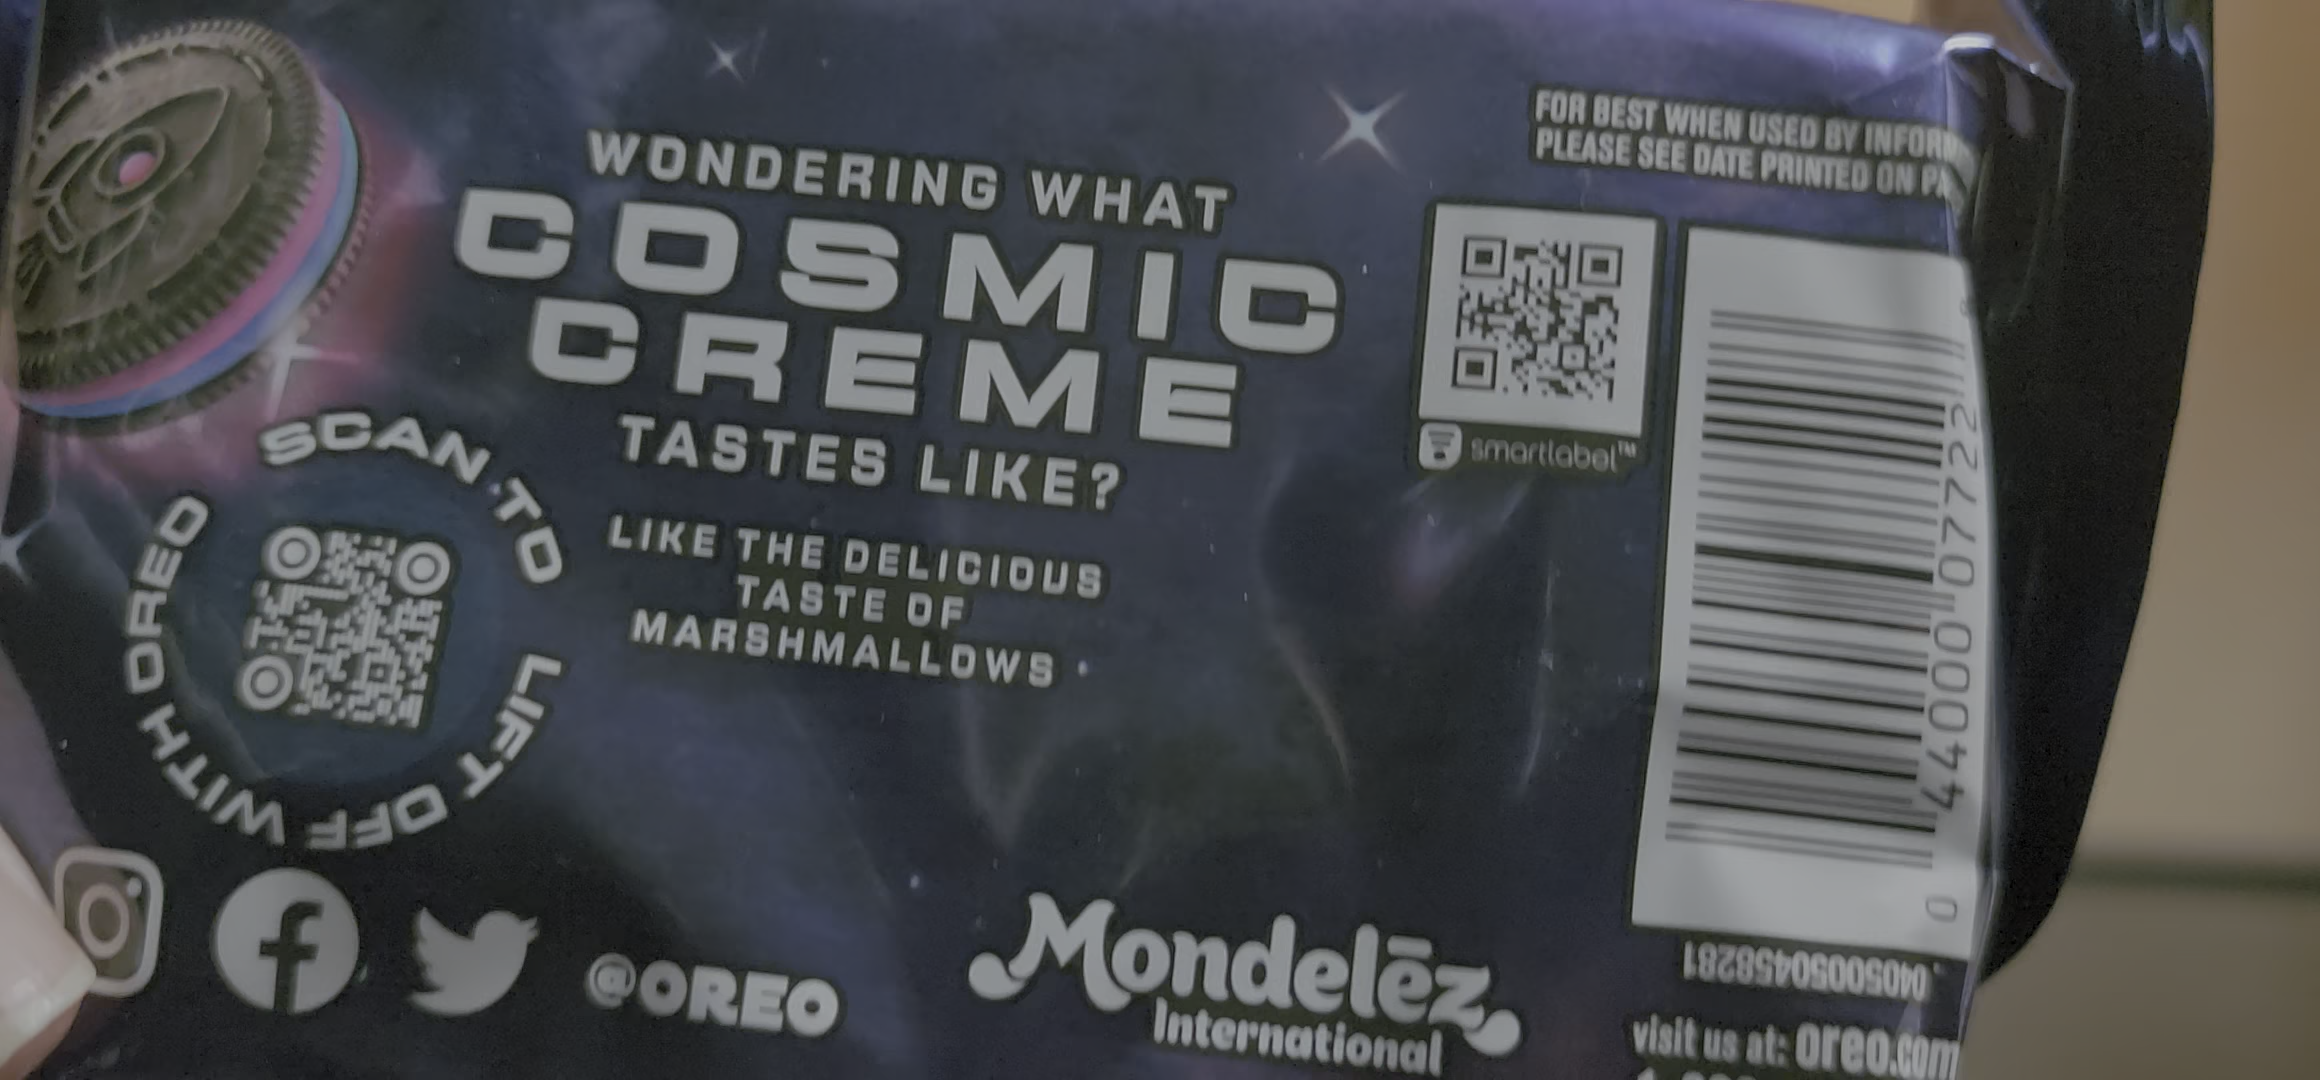 FOR BEST WHEN USED BY
PLEASE SEE DATE PRINTED ON
WONDERING WHAT
COSMIC
CREME
TASTES LIKE?
LIKE THE DELICIOUS
TASTE OF
MARSHMALLOWS
SCAN TO
LIFT OFF WITH OREO
smartlabel™
0 44000 07722
04050050458281
@OREO
Mondelēz
International
visit us at: oreo.com